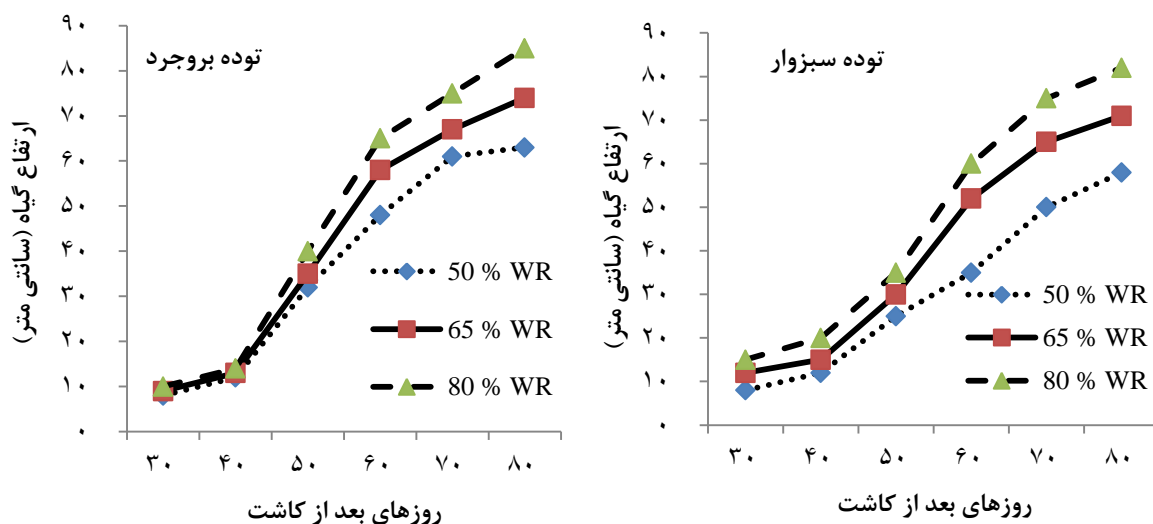 توده بروجرد
ارتفاع گیاه (سانتی متر)
۹۰
۸۰
۷۰
۶۰
۵۰
۴۰
۳۰
۲۰
۱۰
۰
50 % WR
65 % WR
80 % WR
۳۰ ۴۰ ۵۰ ۶۰ ۷۰ ۸۰
روزهای بعد از کاشت
توده سبزوار
ارتفاع گیاه (سانتی متر)
۹۰
۸۰
۷۰
۶۰
۵۰
۴۰
۳۰
۲۰
۱۰
۰
50 % WR
65 % WR
80 % WR
۳۰ ۴۰ ۵۰ ۶۰ ۷۰ ۸۰
روزهای بعد از کاشت